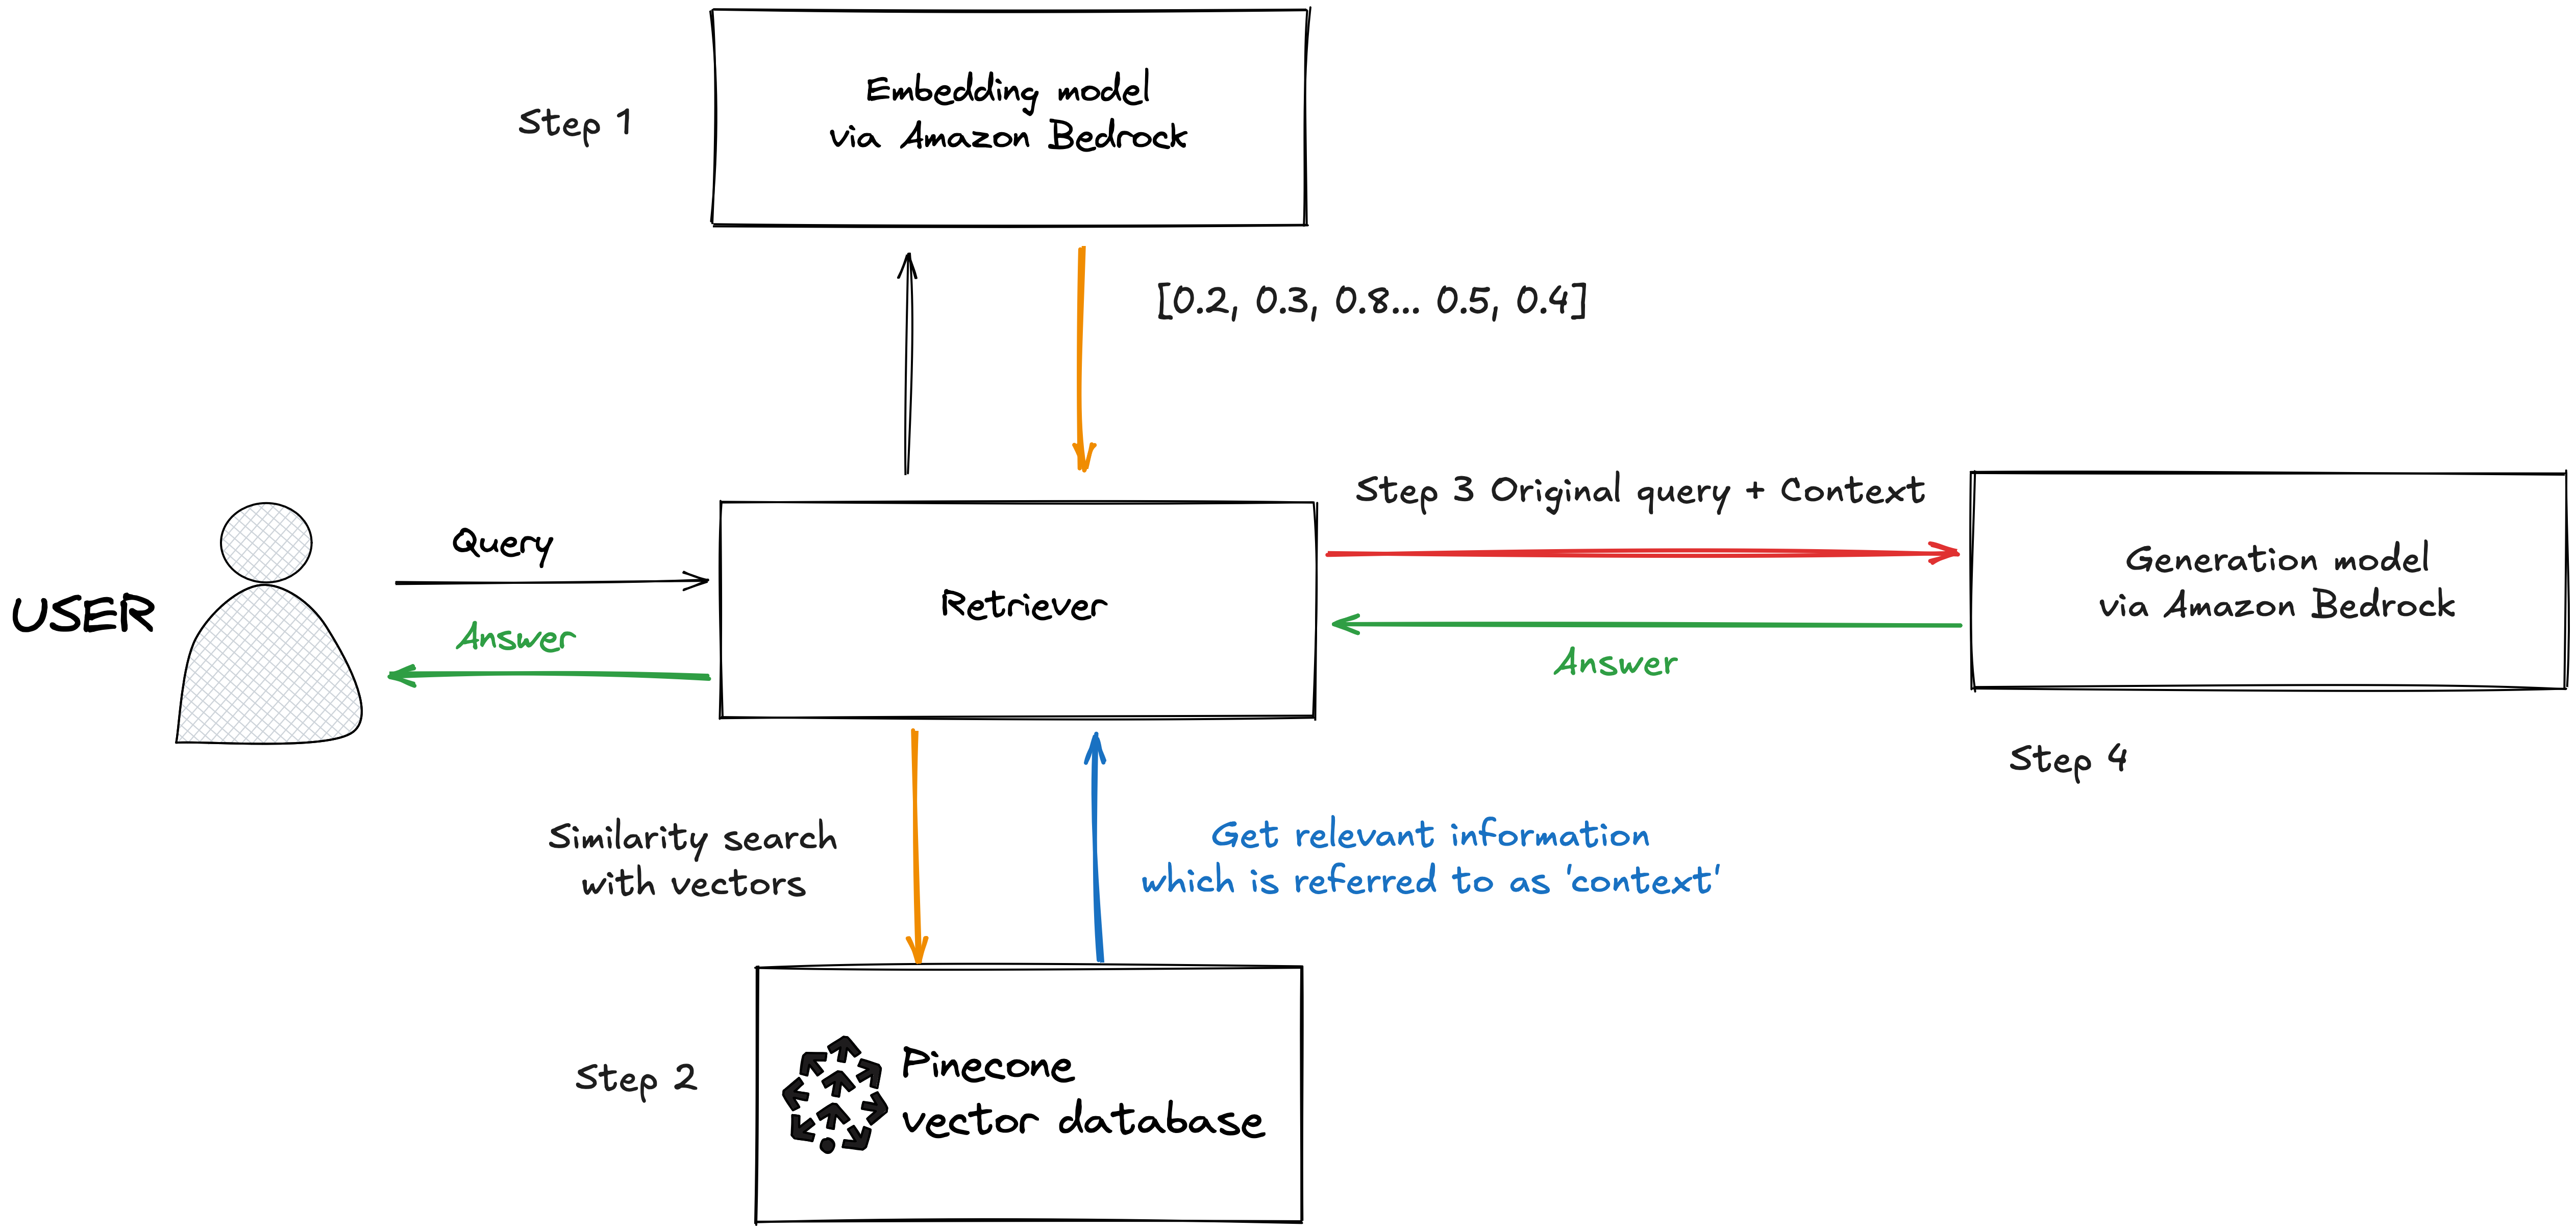 Embedding model
via Amazon Bedrock
Step 1
[0.2, 0.3, 0.8... 0.5, 0.4]
Step 3 Original query + Context
Query
USER
Answer
Retriever
Generation model
via Amazon Bedrock
Answer
Step 4
Similarity search
with vectors
Get relevant information
which is referred to as 'context'
Step 2
Pinecone
vector database